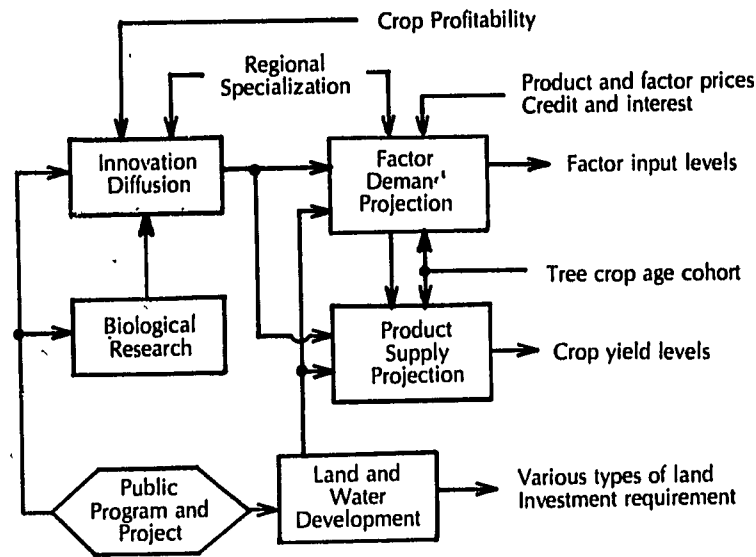 Crop Profitability
Regional
Specialization
Product and factor prices
Credit and interest
Innovation
Diffusion
Factor
Demand
Projection
Factor input levels
Tree crop age cohort
Biological
Research
Product
Supply
Projection
Crop yield levels
Public
Program and
Project
Land and
Water
Development
Various types of land
Investment requirement